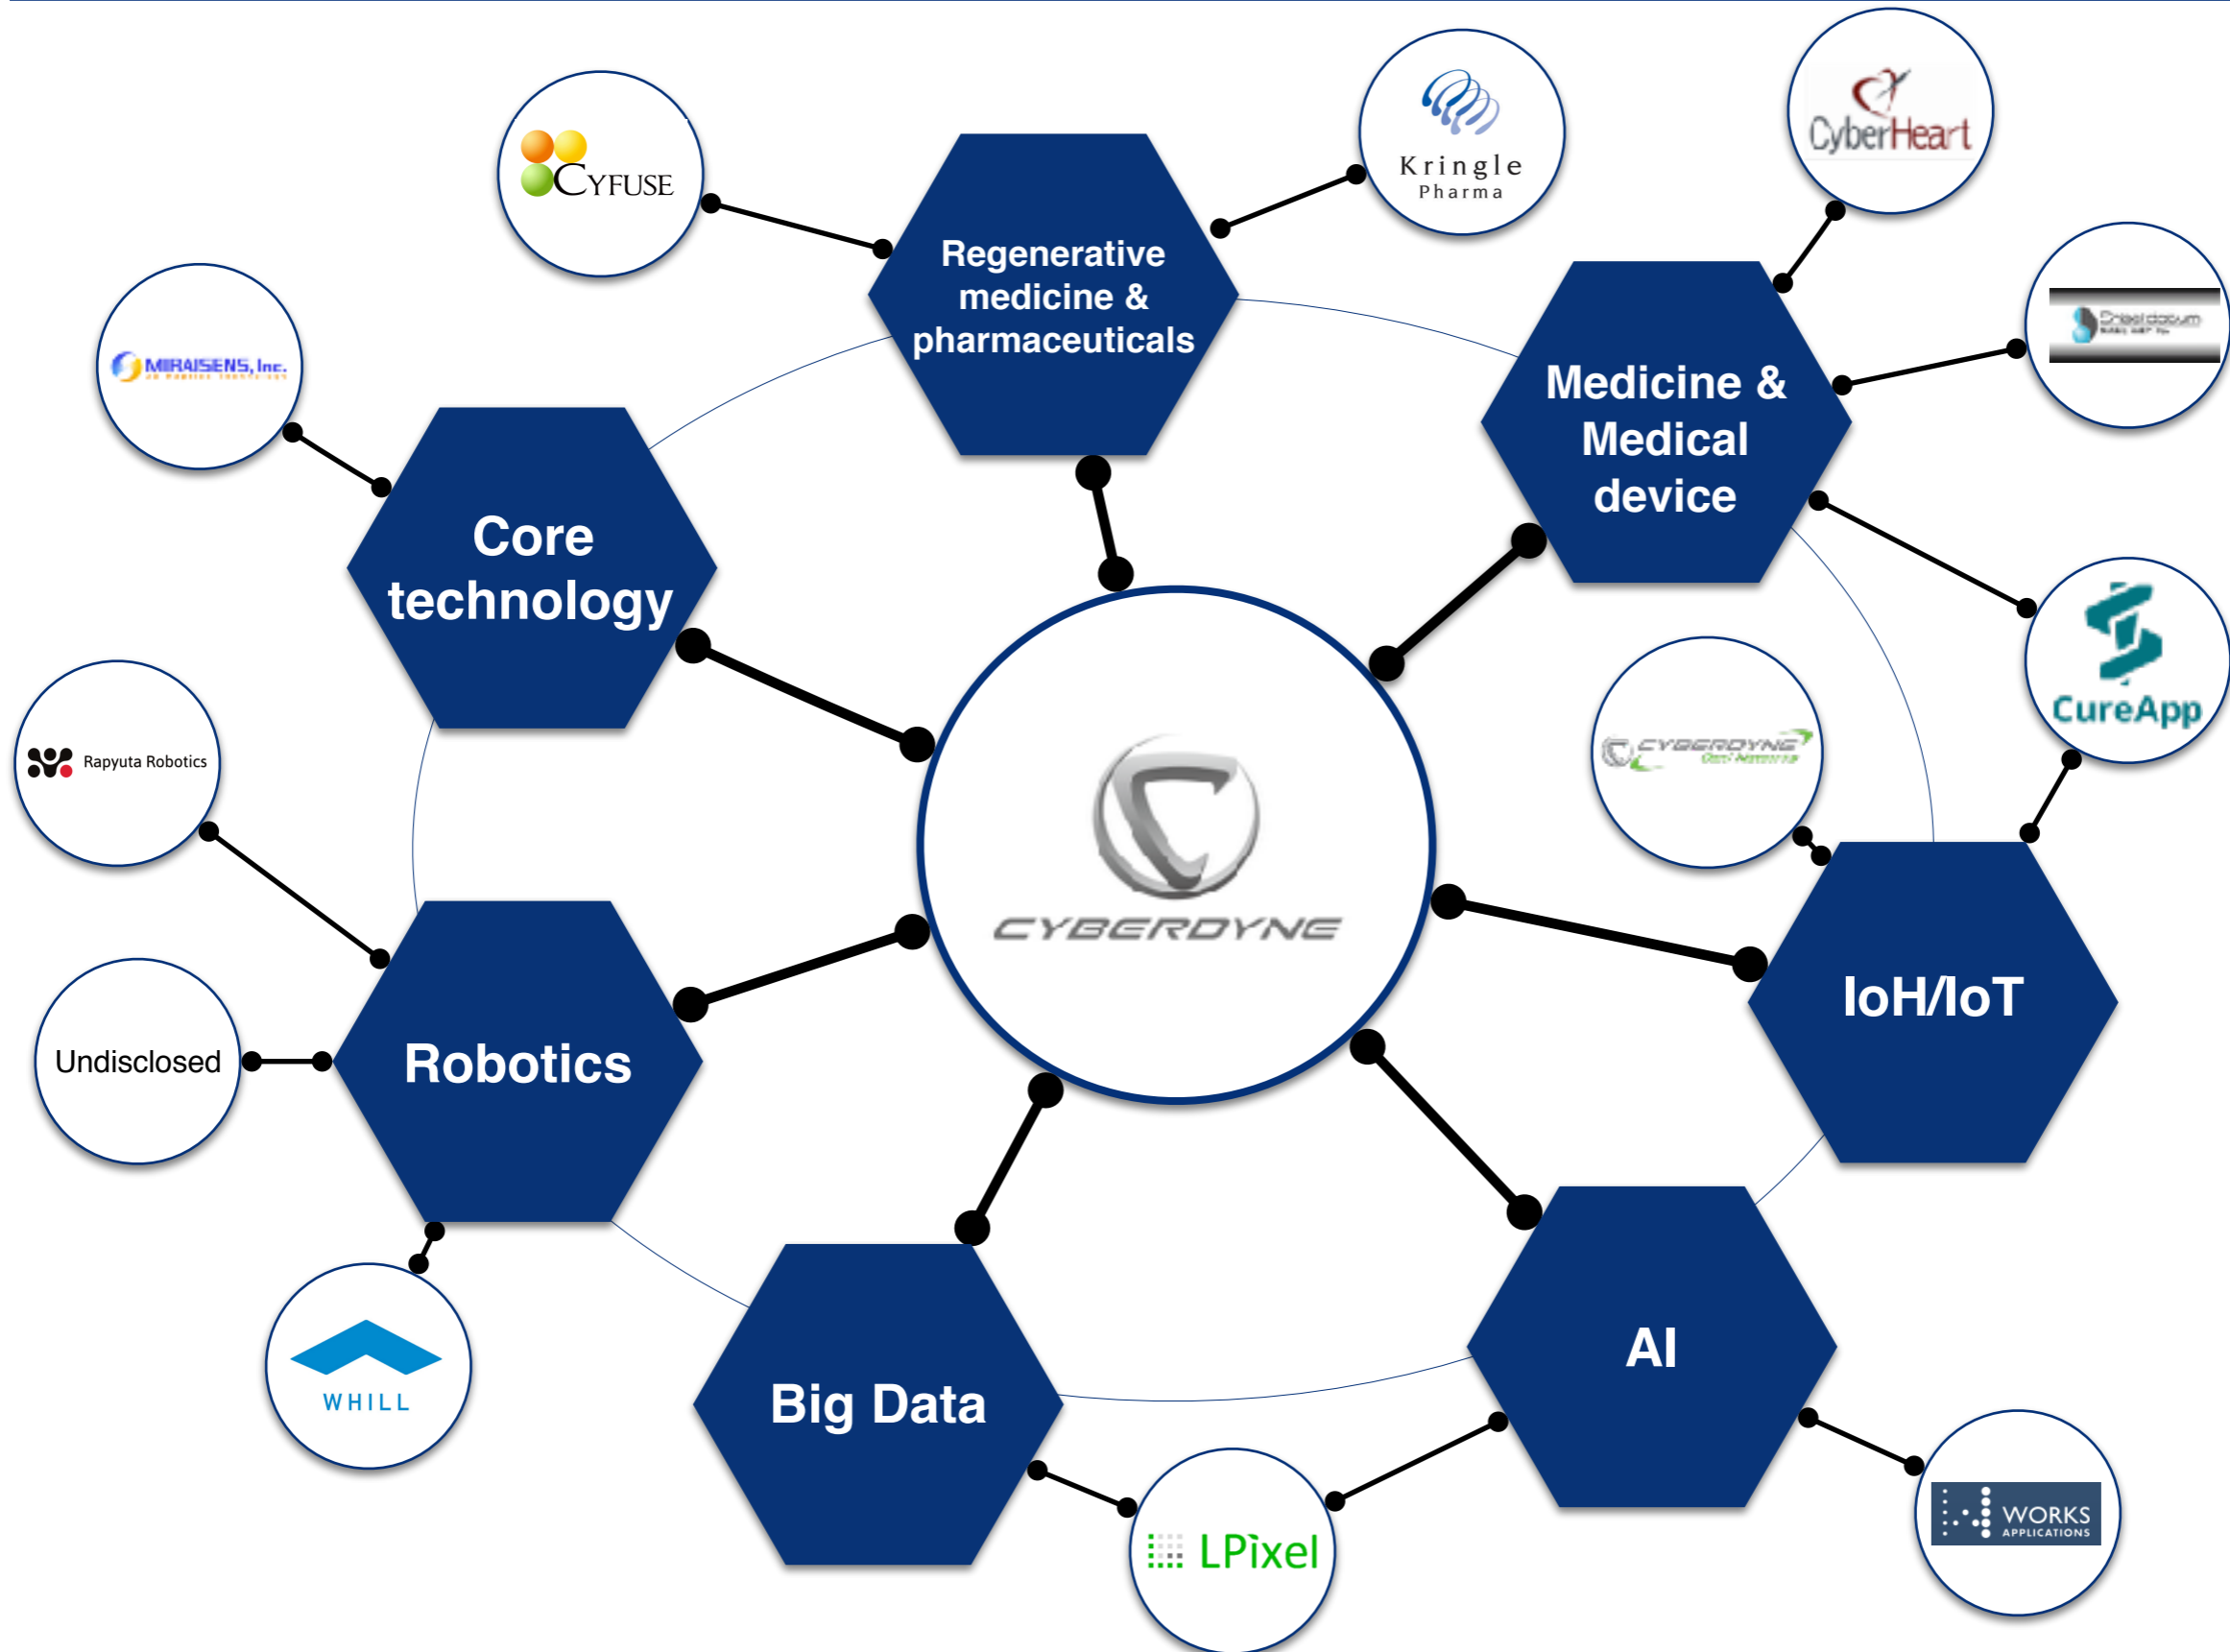 CyberHeart
Kringle
Pharma
CYFUSE
Regenerative
medicine &
pharmaceuticals
MIRAISENS, Inc.
Medicine &
Medical
device
Core
technology
CureApp
CYBERDYNE
Rapyuta Robotics
CYBERDYNE
IoH/IoT
Undisclosed
Robotics
AI
WHILL
Big Data
WORKS
APPLICATIONS
LPixel